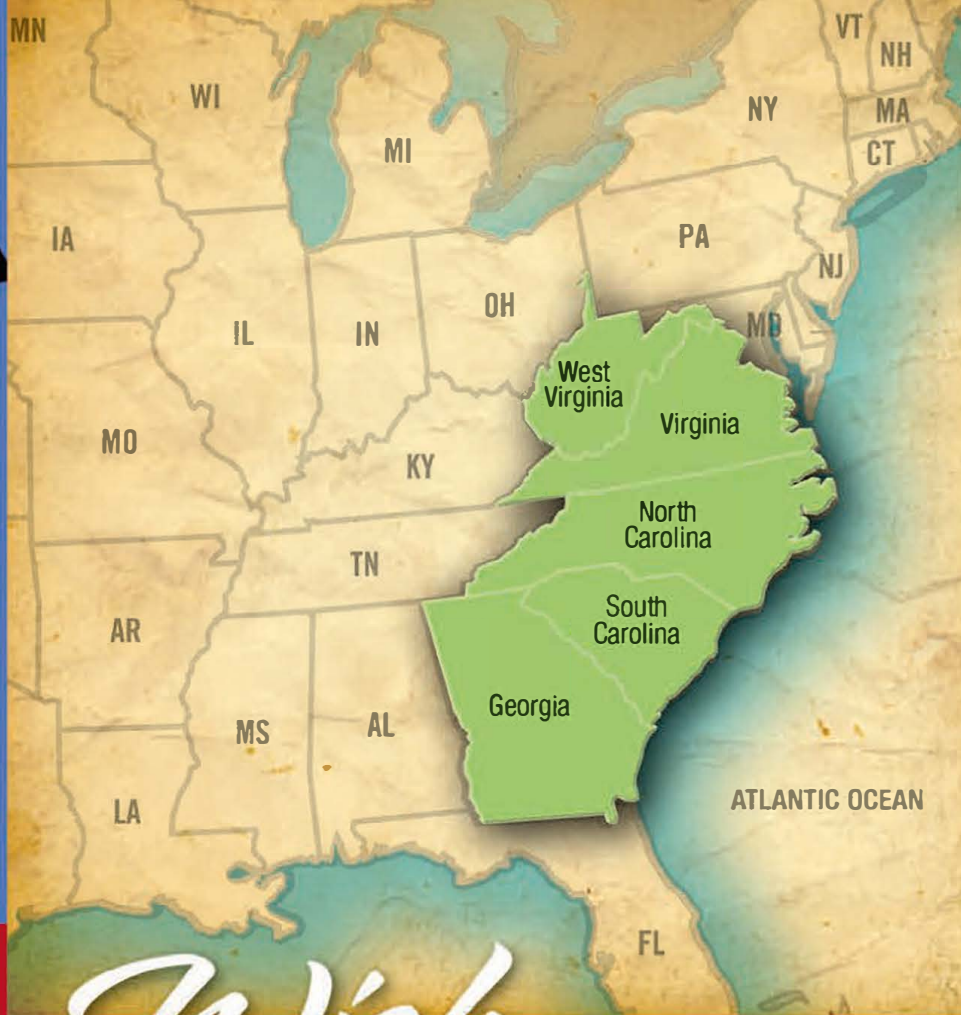 MN
VT
NH
WI
NY
MA
MI
CT
IA
PA
NJ
OH
IL
IN
MD
West
Virginia
Virginia
MO
KY
North
Carolina
TN
South
Carolina
AR
Georgia
MS
AL
ATLANTIC OCEAN
LA
FL